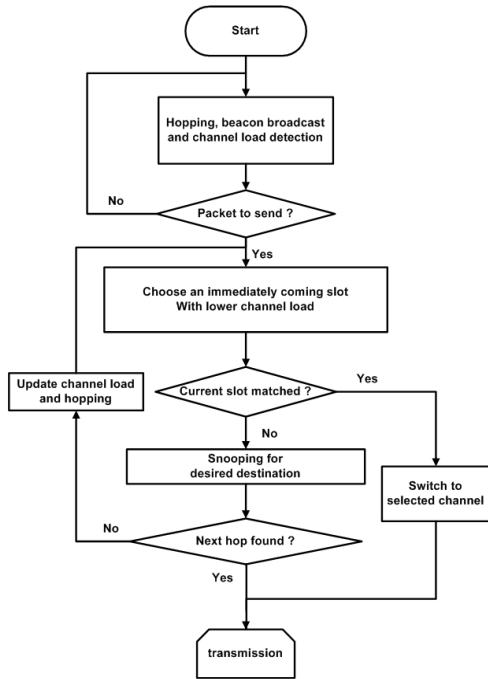 Start
Hopping, beacon broadcast
and channel load detection
No
Packet to send ?
Yes
Choose an immediately coming slot
With lower channel load
Update channel load
and hopping
Current slot matched ?
Yes
No
Snooping for
desired destination
Switch to
selected channel
No
Next hop found ?
Yes
transmission